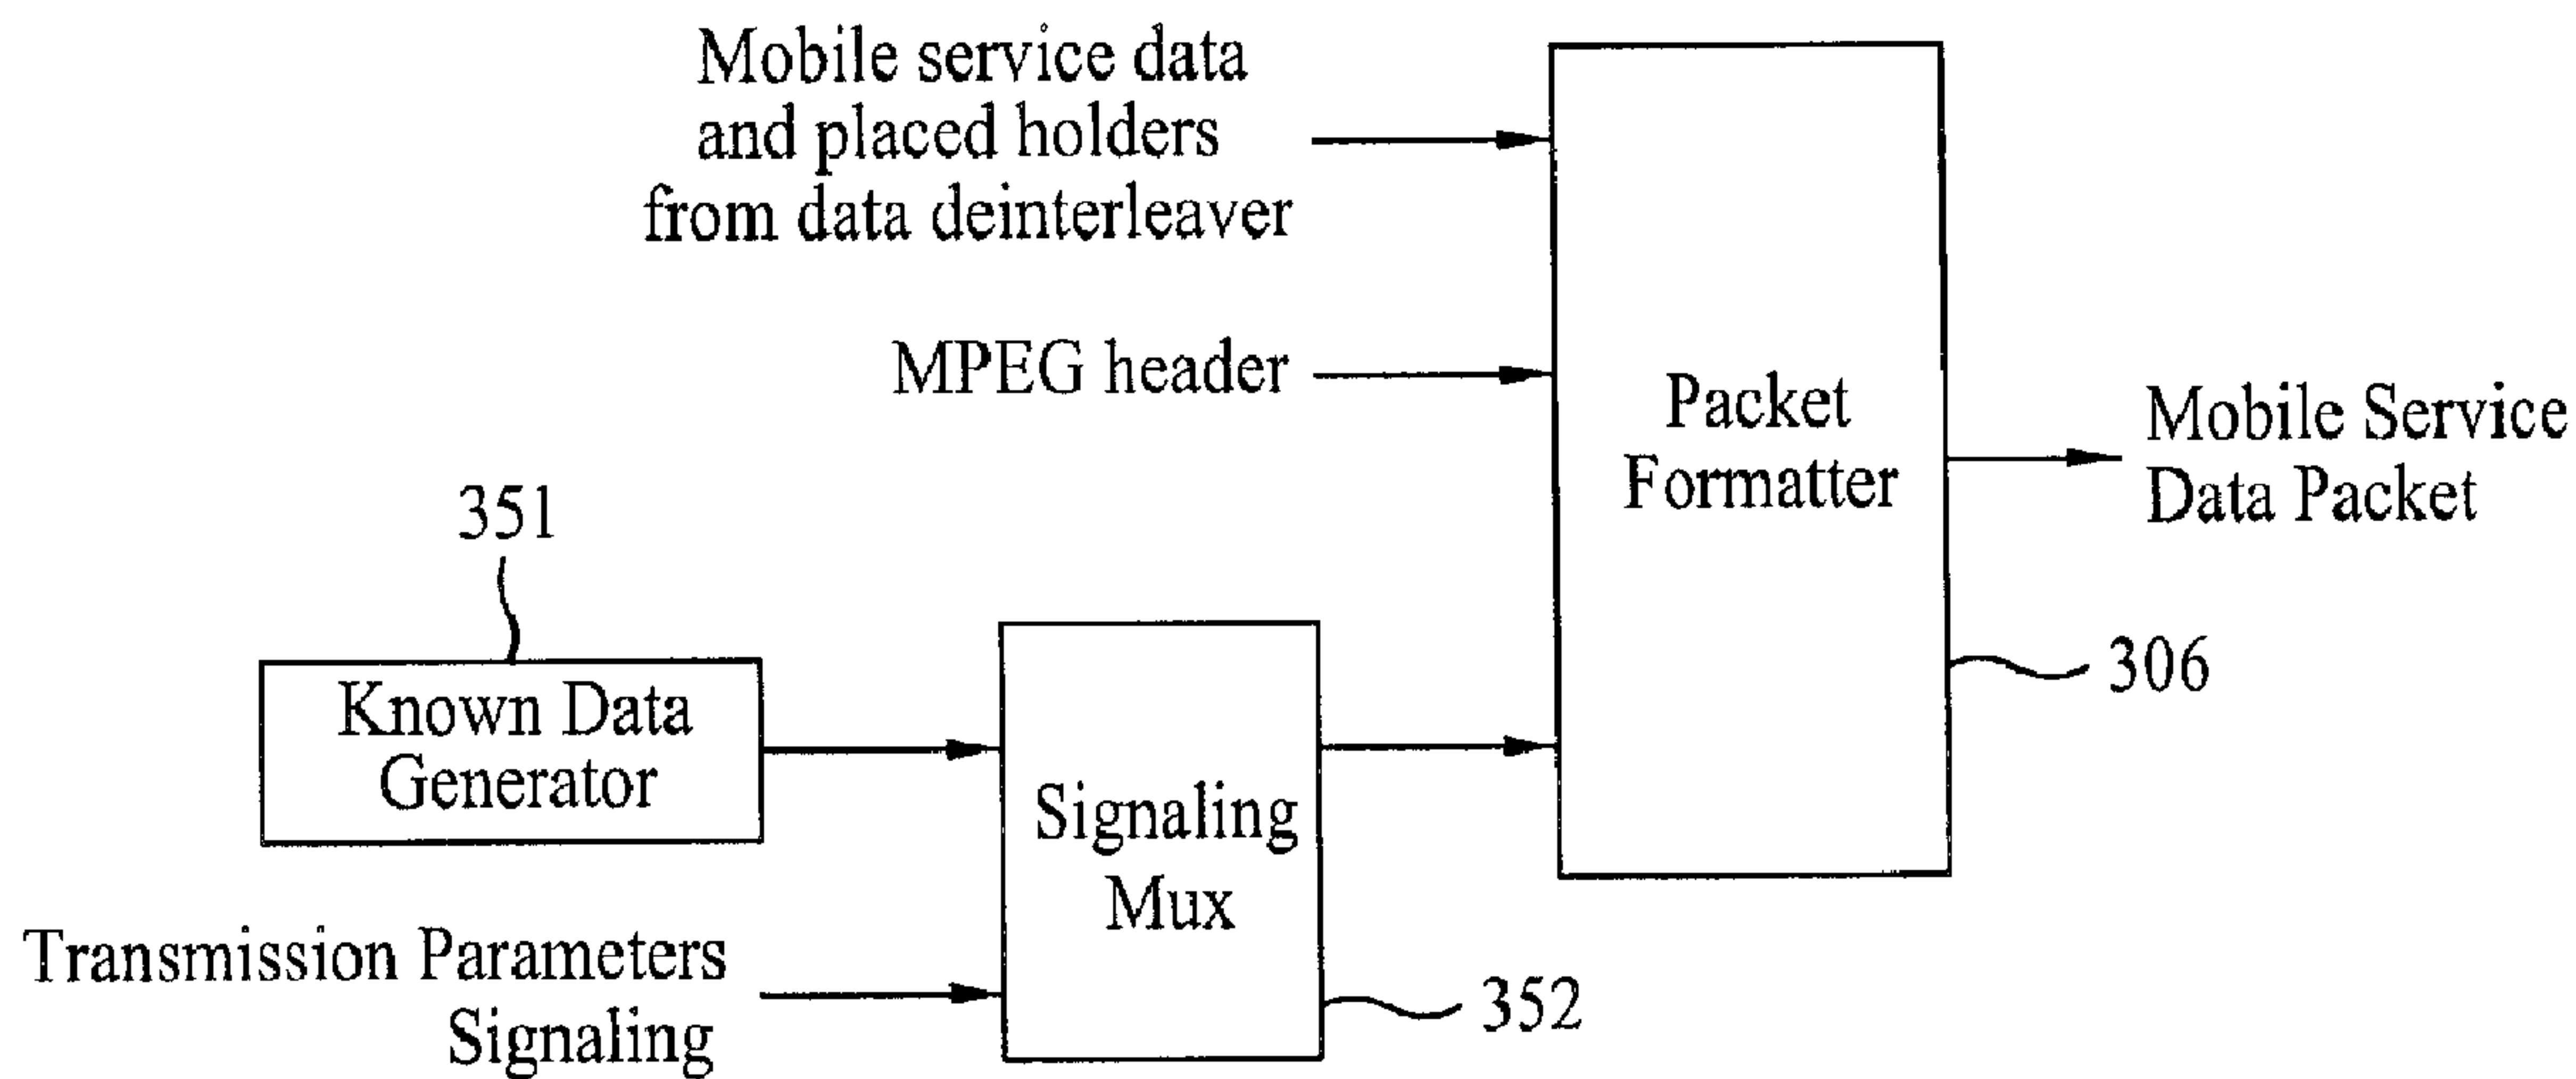 Mobile service data
and placed holders
from data deinterleaver
MPEG header
Packet
Formatter
Mobile Service
Data Packet
351
306
Known Data
Generator
Signaling
Mux
Transmission Parameters
Signaling
352